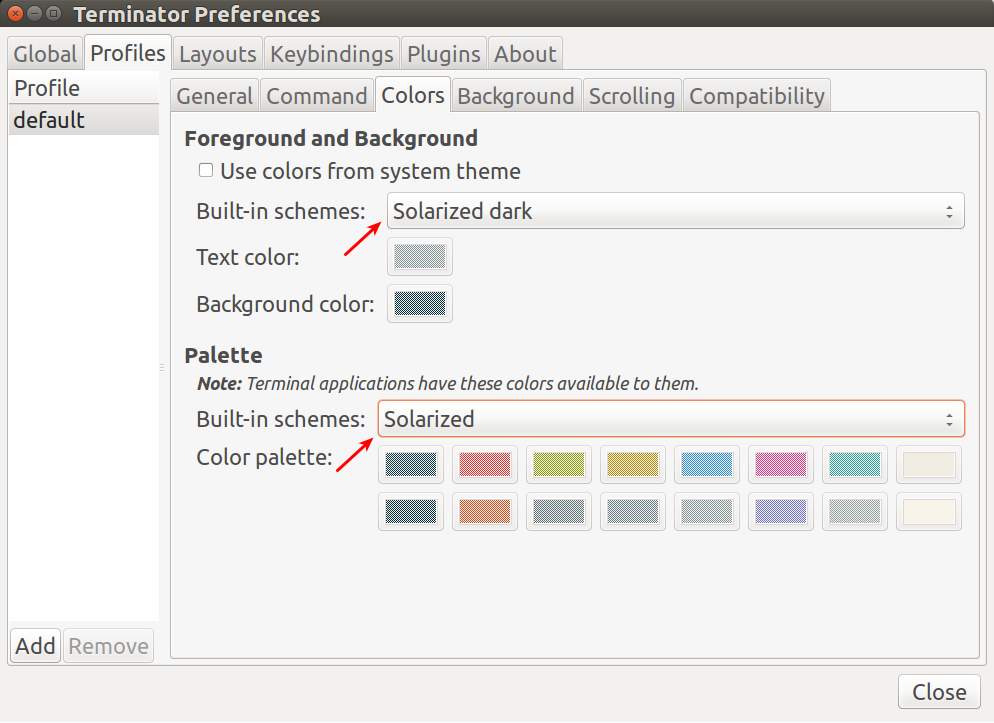 Terminator Preferences
Global Profiles Layouts Keybindings Plugins About
Profile
default
General Command Colors Background Scrolling Compatibility
Foreground and Background
Use colors from system theme
Built-in schemes: Solarized dark
Text color:
Background color:
Palette
Note: Terminal applications have these colors available to them.
Built-in schemes: Solarized
Color palette:
Add Remove
Close